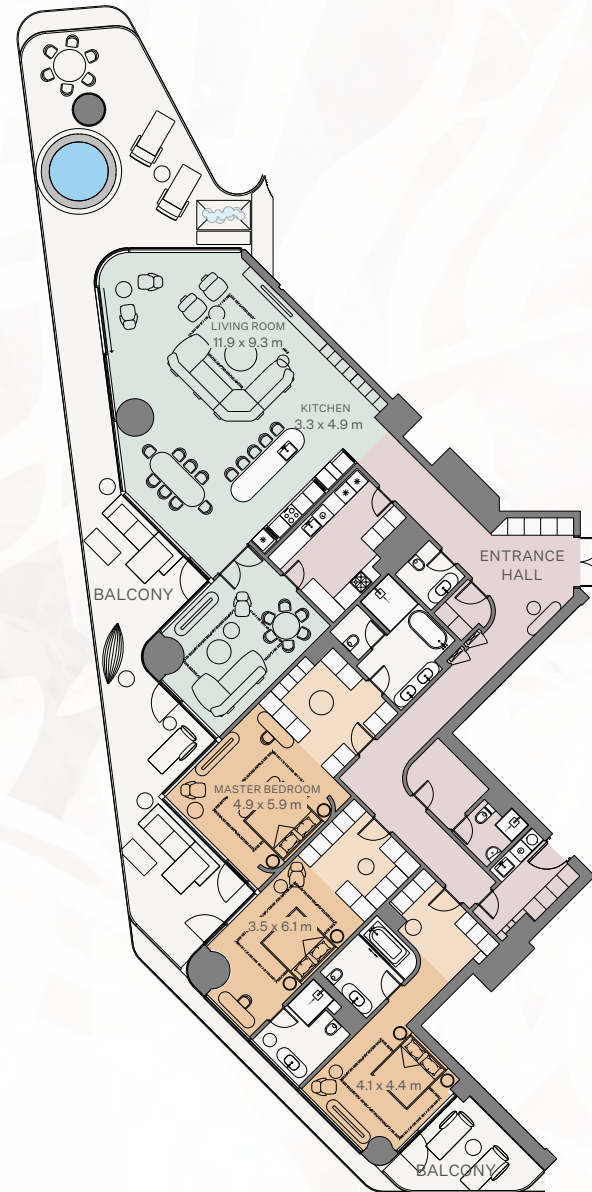 LIVING ROOM
11.9 x 9.3 m
KITCHEN
3.3 x 4.9 m
ENTRANCE
HALL
BALCONY
MASTER BEDROOM
4.9 x 5.9 m
3.5 x 6.1 m
4.1 x 4.4 m
BALCONY